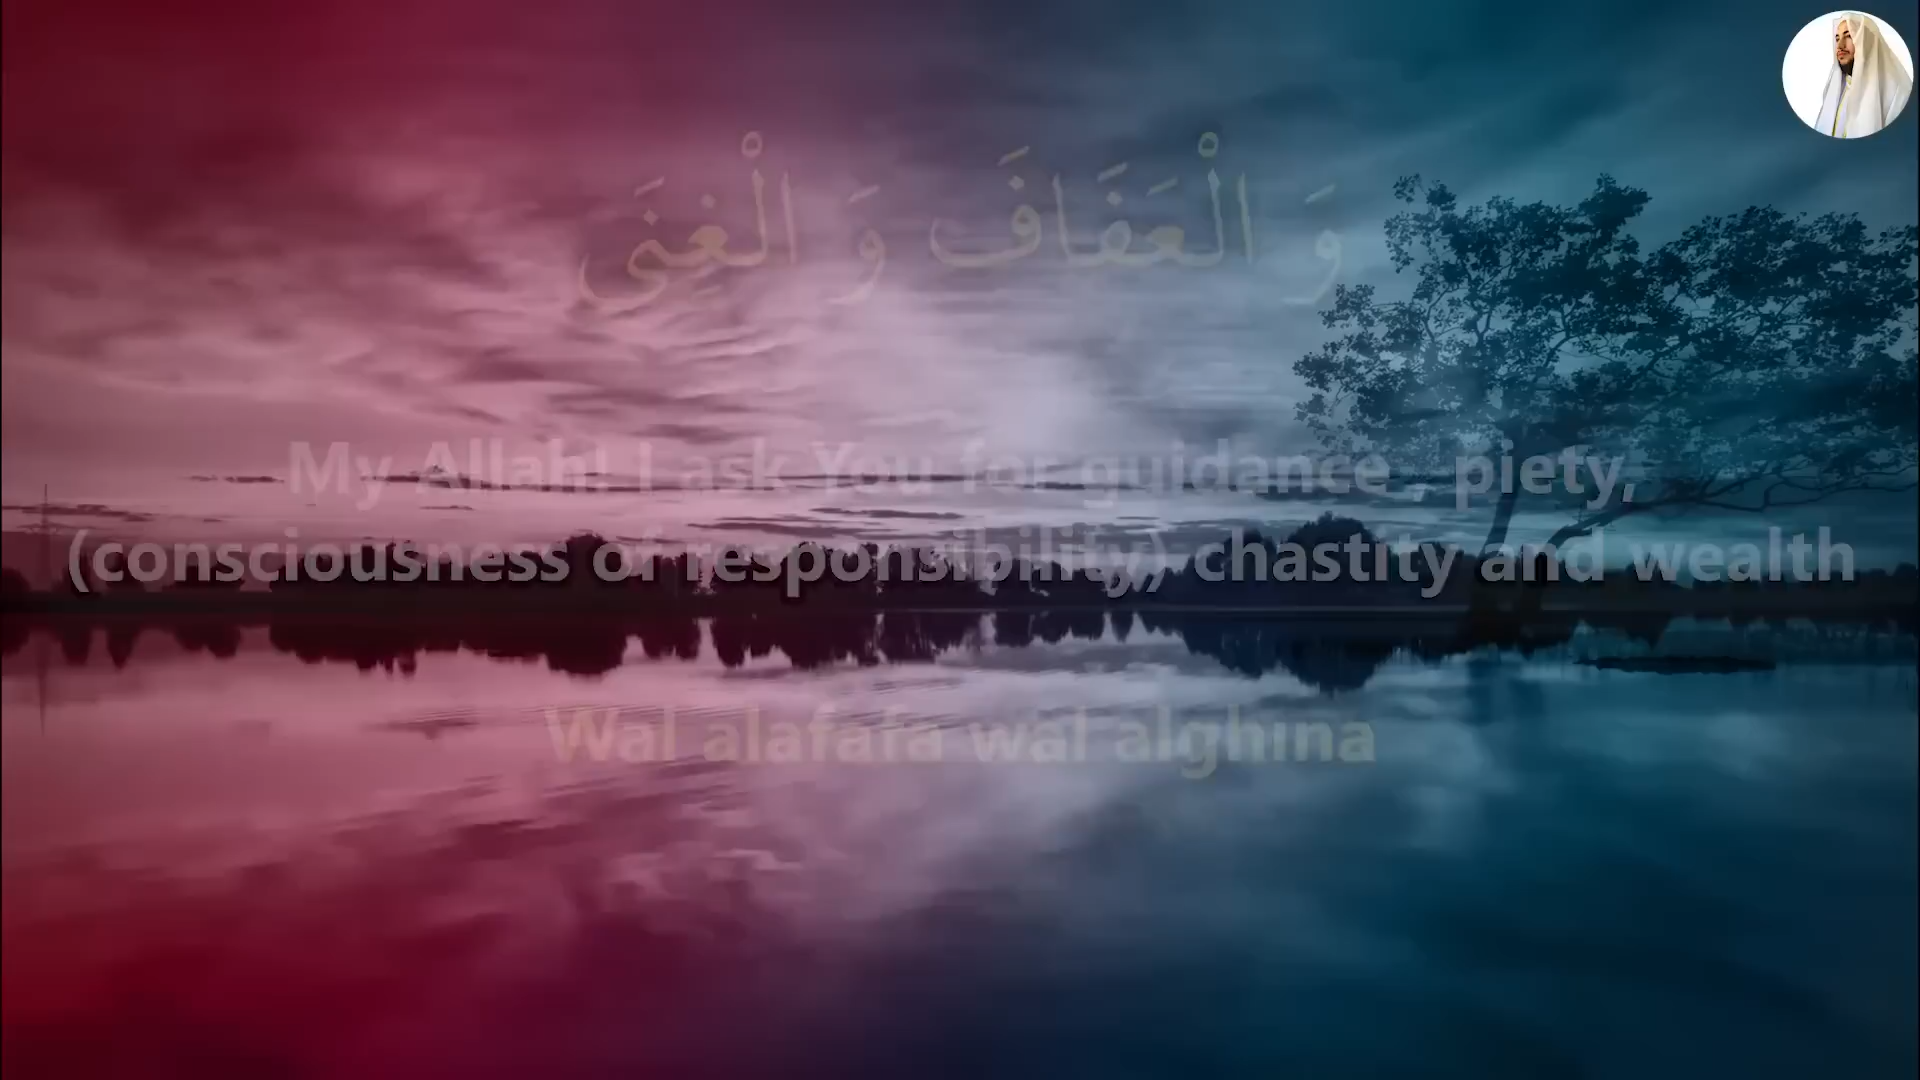 وَ الْعَفَافَ وَ الْغِنَى
My Allah! I ask You for guidance , piety,
(consciousness of responsibility) chastity and wealth
Wal alafafa wal alghina